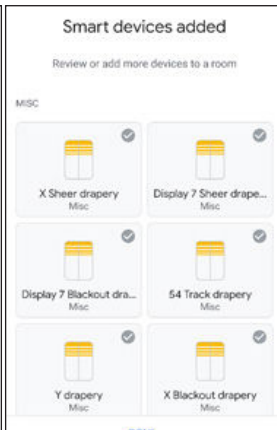 Smart devices added
Review or add more devices to a room
MISC
X Sheer drapery
Misc
Display 7 Sheer drape...
Misc
Display 7 Blackout dra...
Misc
54 Track drapery
Misc
Y drapery
Misc
X Blackout drapery
Misc